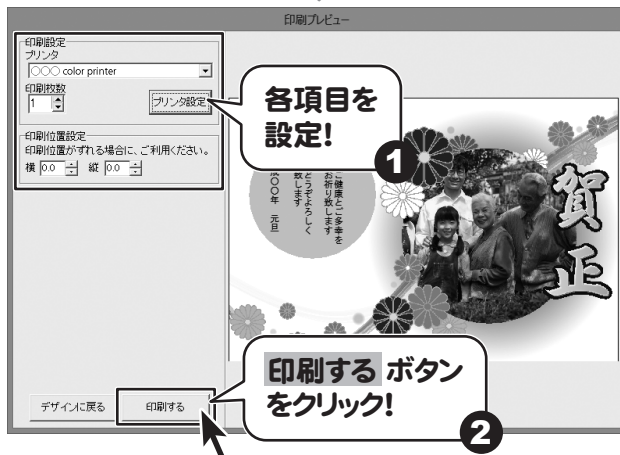 印刷プレビュー
印刷設定
プリンタ
○○○ color printer
印刷枚数
1
プリンタ設定
印刷位置設定
印刷位置がずれる場合に、ご利用ください。
横 0.0 縦 0.0
各項目を
設定!
1
ご健康とご多幸を
お祈り致します
どうぞよろしく
致します
成○○年 元旦
賀正
印刷する ボタン
をクリック!
2
デザインに戻る
印刷する